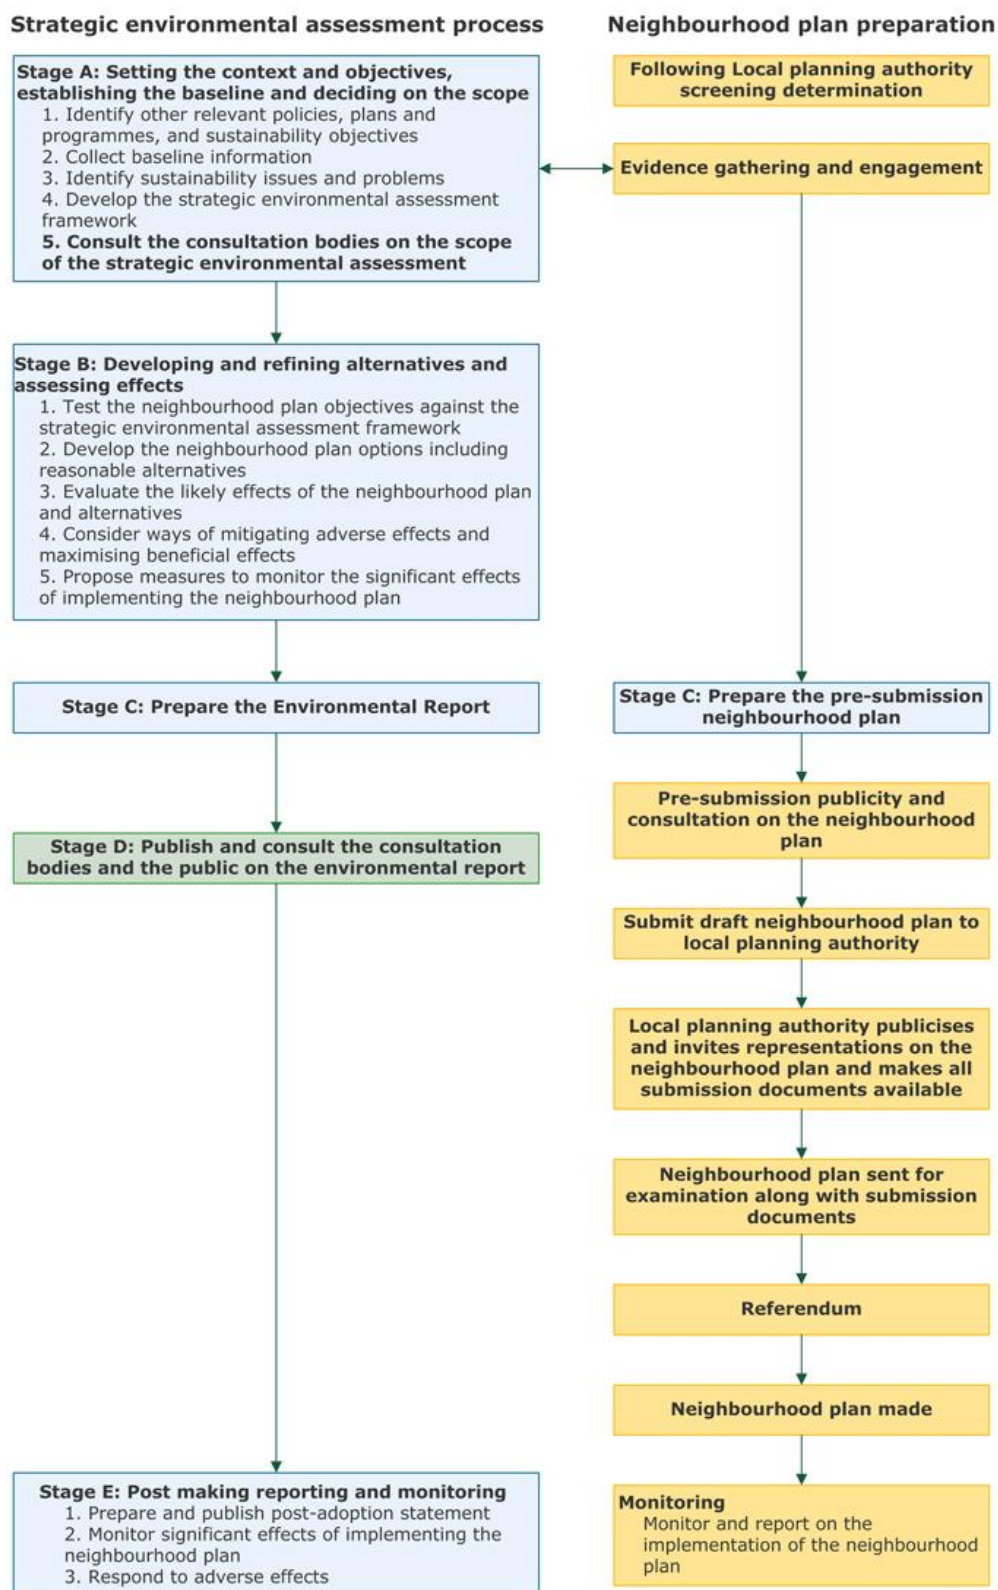 Strategic environmental assessment process
Stage A: Setting the context and objectives,
establishing the baseline and deciding on the scope
1. Identify other relevant policies, plans and
programmes, and sustainability objectives
2. Collect baseline information
3. Identify sustainability issues and problems
4. Develop the strategic environmental assessment
framework
5. Consult the consultation bodies on the scope
of the strategic environmental assessment
Stage B: Developing and refining alternatives and
assessing effects
1. Test the neighbourhood plan objectives against the
strategic environmental assessment framework
2. Develop the neighbourhood plan options including
reasonable alternatives
3. Evaluate the likely effects of the neighbourhood plan
and alternatives
4. Consider ways of mitigating adverse effects and
maximising beneficial effects
5. Propose measures to monitor the significant effects
of implementing the neighbourhood plan
Stage C: Prepare the Environmental Report
Stage D: Publish and consult the consultation
bodies and the public on the environmental report
Stage E: Post making reporting and monitoring
1. Prepare and publish post-adoption statement
2. Monitor significant effects of implementing the
neighbourhood plan
3. Respond to adverse effects
Neighbourhood plan preparation
Following Local planning authority
screening determination
Evidence gathering and engagement
Stage C: Prepare the pre-submission
neighbourhood plan
Pre-submission publicity and
consultation on the neighbourhood
plan
Submit draft neighbourhood plan to
local planning authority
Local planning authority publicises
and invites representations on the
neighbourhood plan and makes all
submission documents available
Neighbourhood plan sent for
examination along with submission
documents
Referendum
Neighbourhood plan made
Monitoring
Monitor and report on the
implementation of the neighbourhood
plan